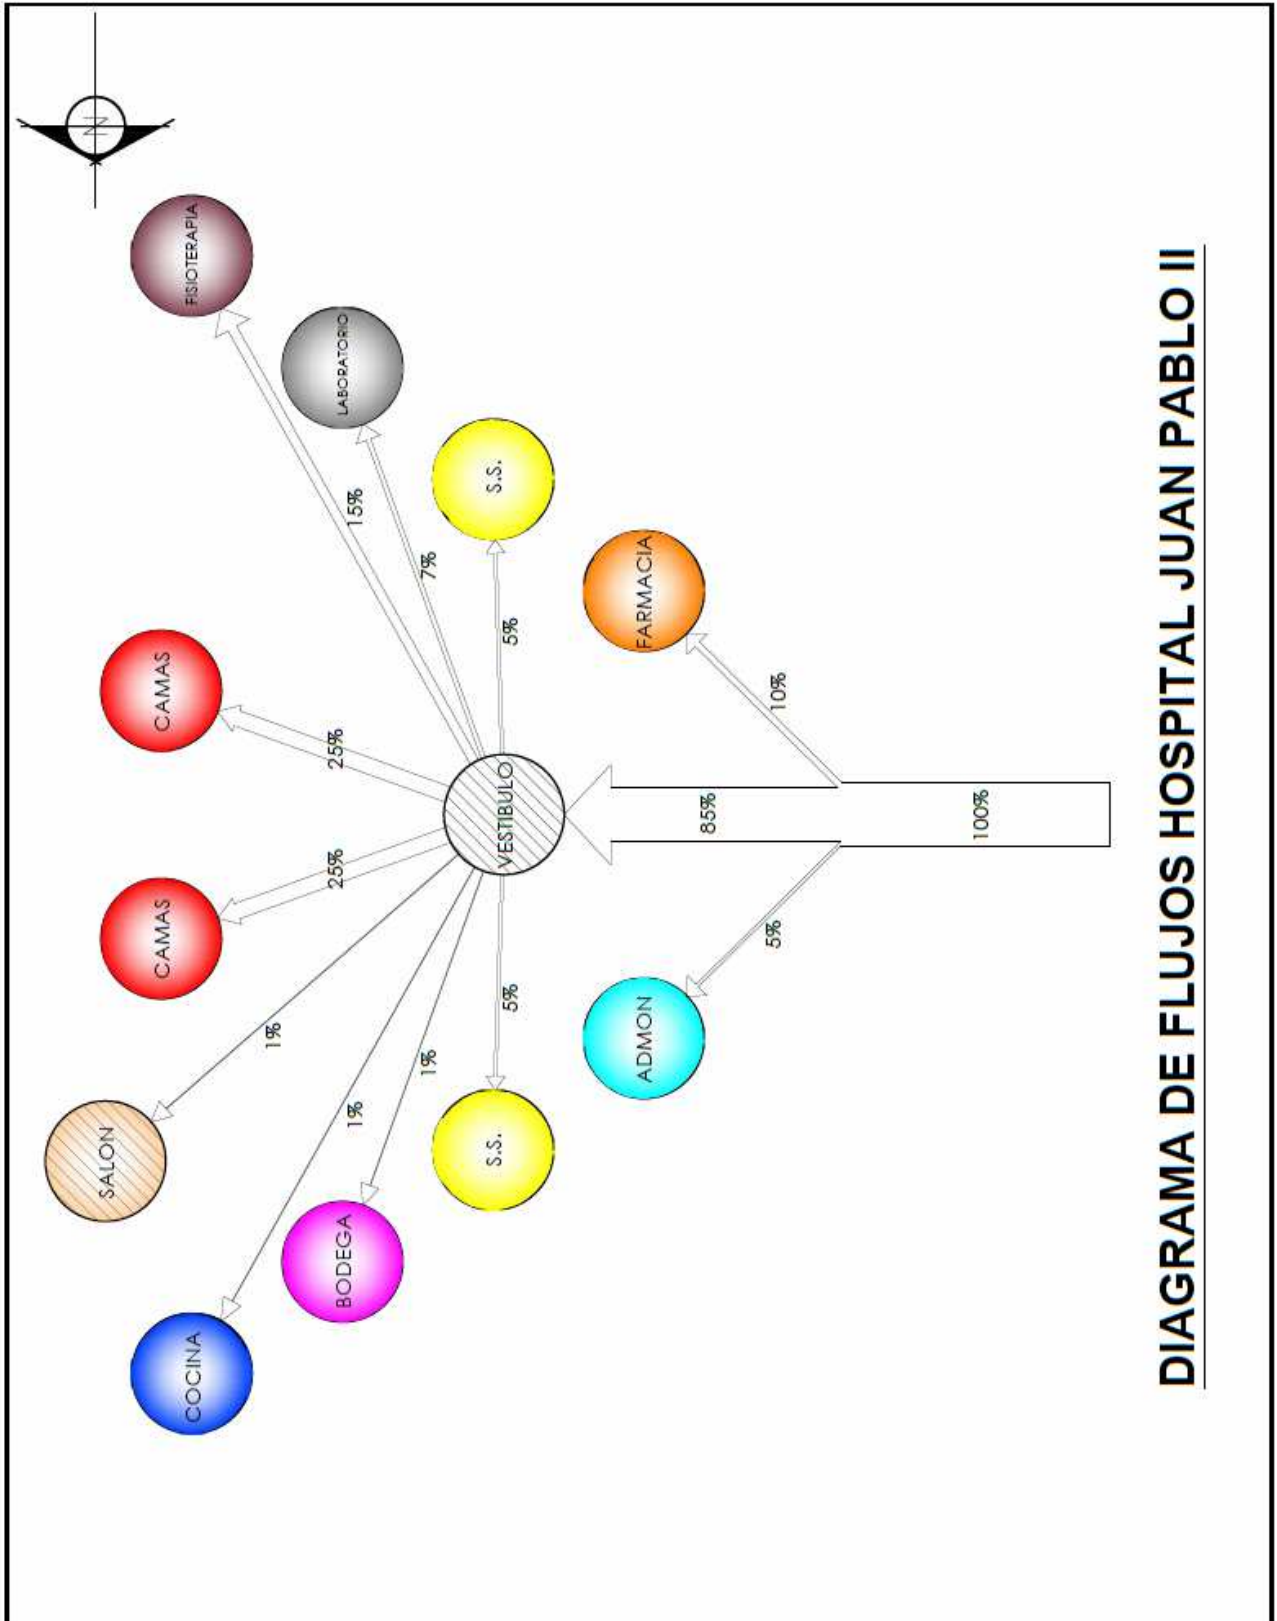 N
FISIOTERAPIA
LABORATORIO
S.S.
FARMACIA
15%
7%
5%
10%
CAMAS
25%
VESTIBULO
85%
100%
CAMAS
25%
1%
1%
1%
5%
5%
SALON
COCINA
BODEGA
S.S.
ADMON
DIAGRAMA DE FLUJOS HOSPITAL JUAN PABLO II